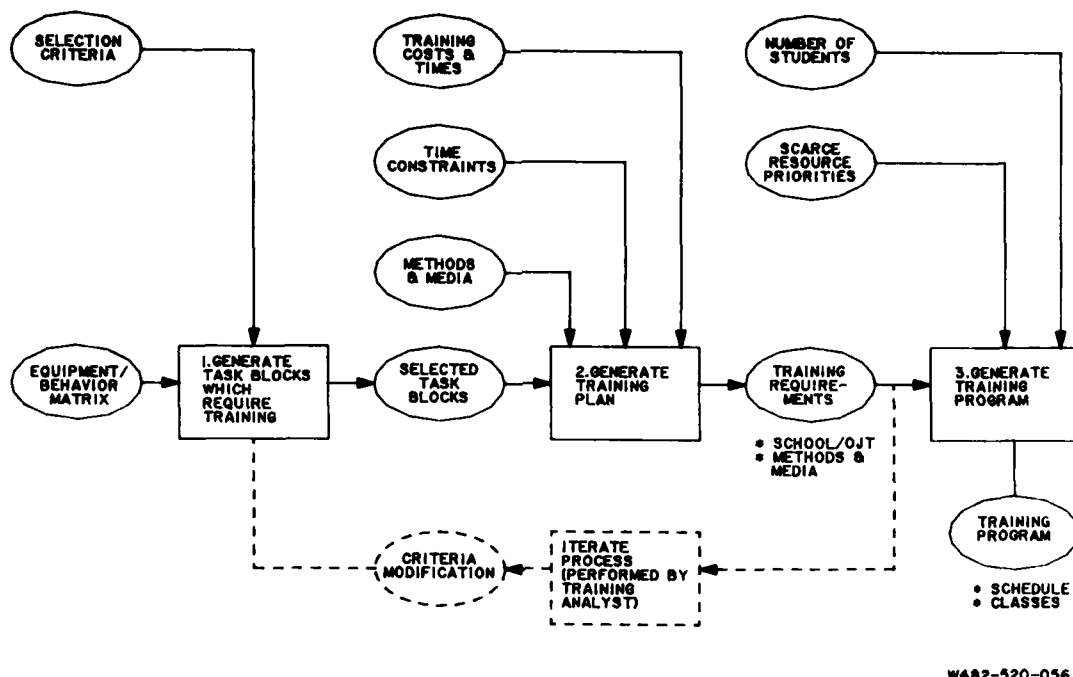 SELECTION
CRITERIA
TRAINING
COSTS &
TIMES
NUMBER OF
STUDENTS
TIME
CONSTRAINTS
SCARCE
RESOURCE
PRIORITIES
METHODS
& MEDIA
EQUIPMENT/
BEHAVIOR
MATRIX
1.GENERATE
TASK BLOCKS
WHICH
REQUIRE
TRAINING
SELECTED
TASK
BLOCKS
2.GENERATE
TRAINING
PLAN
TRAINING
REQUIRE-
MENTS
* SCHOOL/OJT
* METHODS &
MEDIA
3.GENERATE
TRAINING
PROGRAM
CRITERIA
MODIFICATION
ITERATE
PROCESS
(PERFORMED BY
TRAINING
ANALYST)
TRAINING
PROGRAM
* SCHEDULE
* CLASSES
WA82-520-056